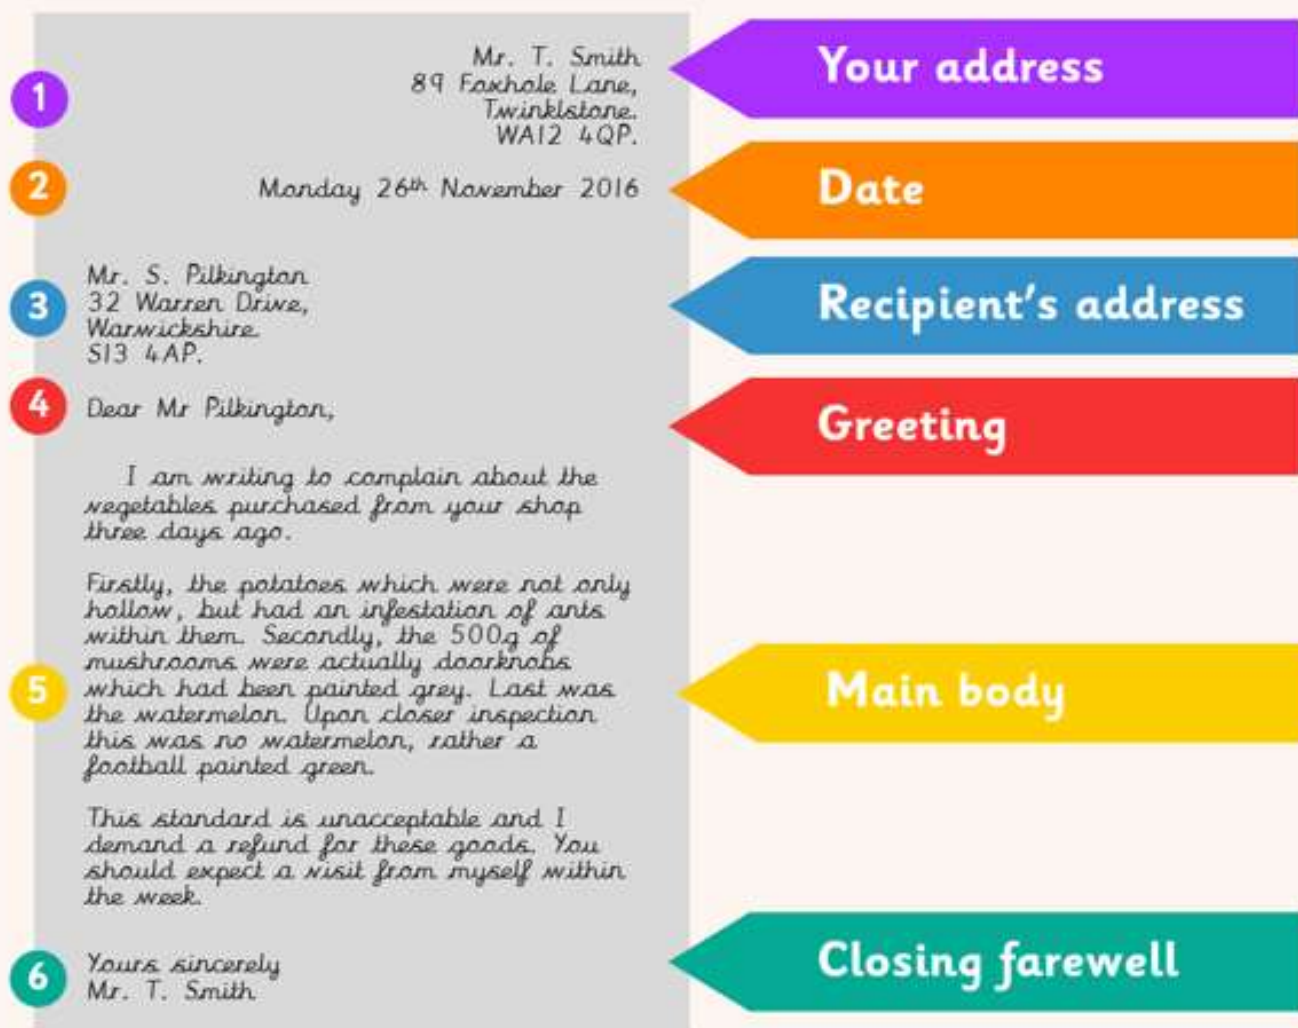 Mr. T. Smith
89 Foxhole Lane,
Twinklstone.
WA12 4QP.
Your address
1
2
Monday 26th November 2016
Date
Mr. S. Pilkington
32 Warren Drive,
Warwickshire
S13 4AP.
3
Recipient's address
4
Dear Mr Pilkington,
Greeting
I am writing to complain about the
vegetables purchased from your shop
three days ago.
Firstly, the potatoes which were not only
hollow, but had an infestation of ants
within them. Secondly, the 500g of
mushrooms were actually doorknobs
which had been painted grey. Last was
the watermelon. Upon closer inspection
this was no watermelon, rather a
football painted green.
5
Main body
This standard is unacceptable and I
demand a refund for these goods. You
should expect a visit from myself within
the week.
6
Yours sincerely
Mr. T. Smith
Closing farewell